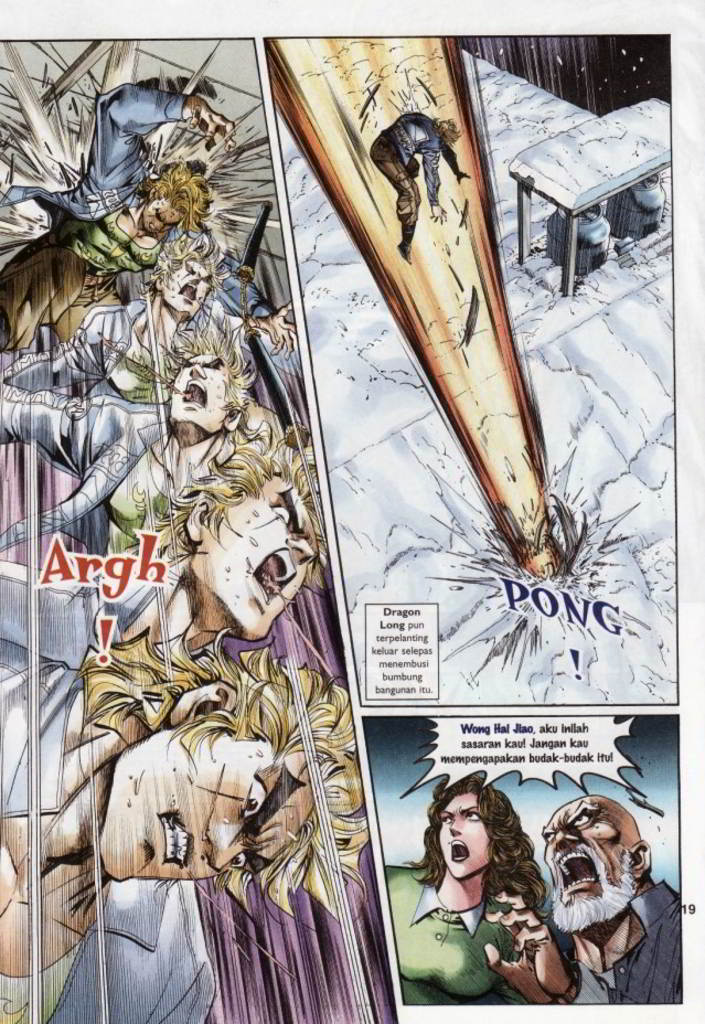 Argh
!
PONG
!
Dragon
Long pun
terpelanting
keluar selepas
menembusi
bumbung
bangunan itu.
Wong Hai Jiao, aku inilah
sasaran kau! Jangan kau
mempengapakan budak-budak itu!
19